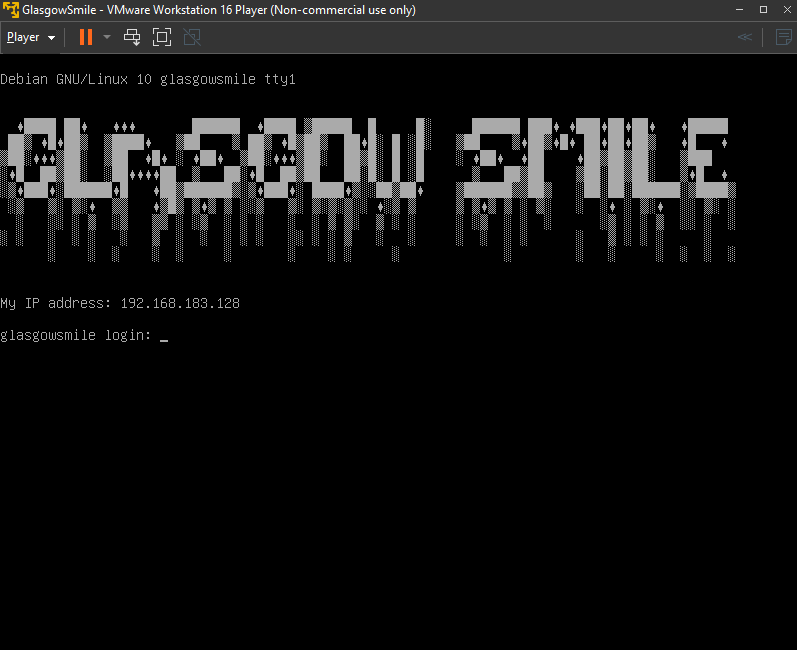 GlasgowSmile - VMware Workstation 16 Player (Non-commercial use only)
Player
Debian GNU/Linux 10 glasgowsmile tty1
GLASGOW SMILE
My IP address: 192.168.183.128
glasgowsmile login: _